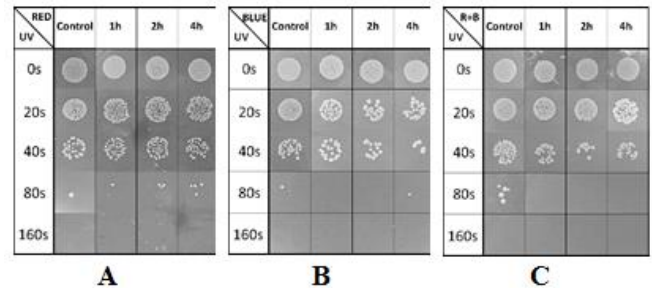 RED
UV
Control 1h 2h 4h
0s
20s
40s
80s
160s
A
BLUE
UV
Control 1h 2h 4h
0s
20s
40s
80s
160s
B
R+B
UV
Control 1h 2h 4h
0s
20s
40s
80s
160s
C